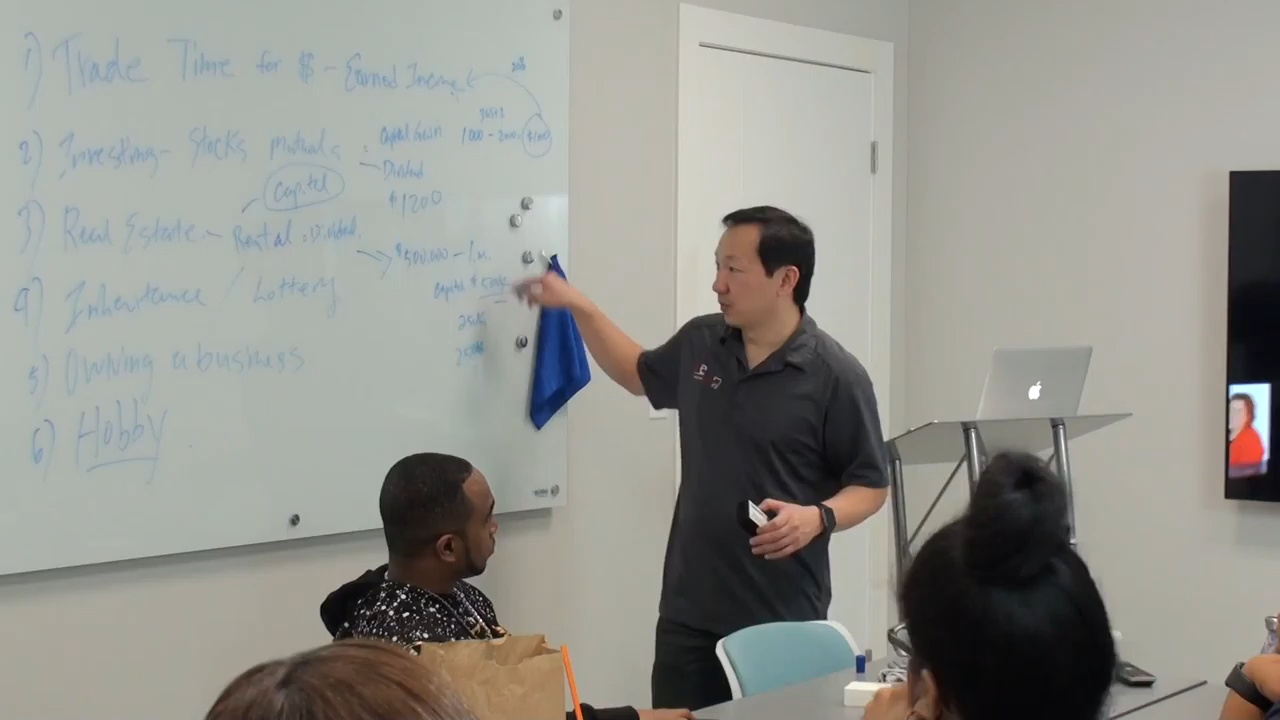 1) Trade Time for $ - Earned Income
2) Investing - Stocks Mutuals
Capital Gain
1000 - 2000
- Dividend
Capital
$1200
3) Real Estate - Rental
$500,000 - 1m
4) Inheritance / Lottery
Capital $
5) Owning a business
6) Hobby